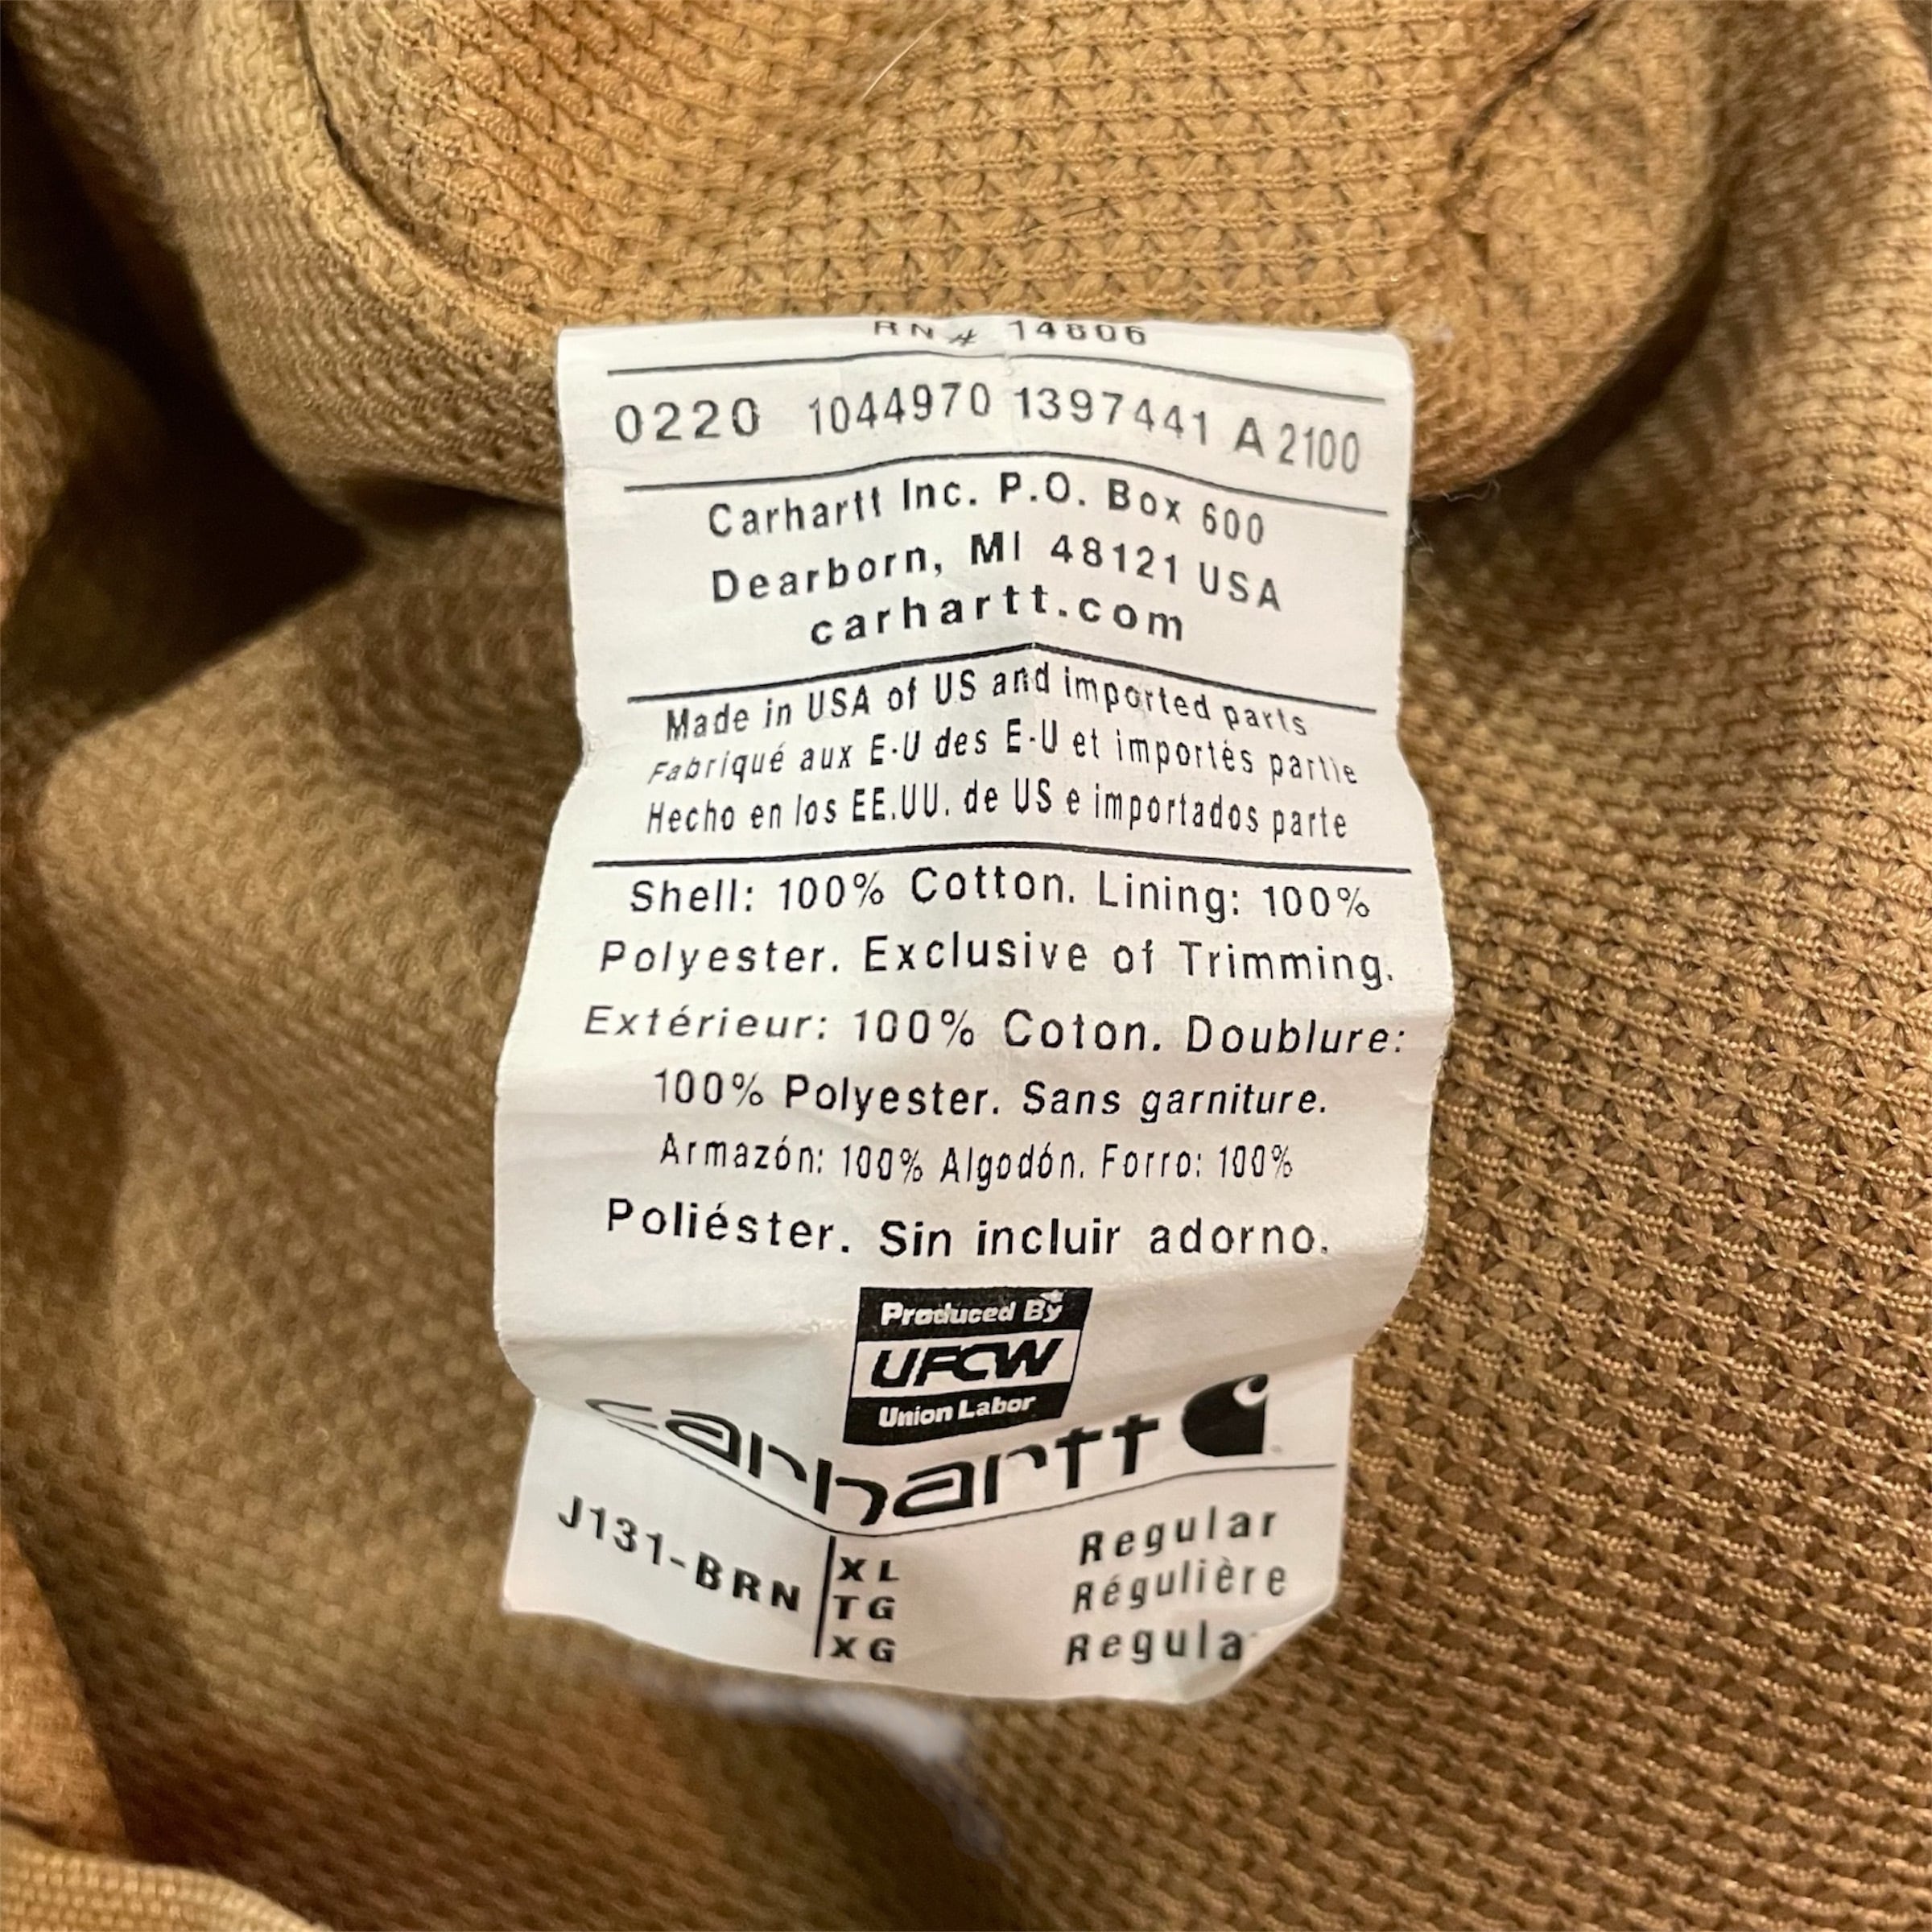 RN# 14806
0220 1044970 1397441 A 2100
Carhartt Inc. P.O. Box 600
Dearborn, MI 48121 USA
carhartt.com
Made in USA of US and imported parts
Fabriqué aux E-U des E-U et importés partie
Hecho en los EE.UU. de US e importados parte
Shell: 100% Cotton. Lining: 100%
Polyester. Exclusive of Trimming.
Extérieur: 100% Coton. Doublure:
100% Polyester. Sans garniture.
Armazón: 100% Algodón. Forro: 100%
Poliéster. Sin incluir adorno.
Produced By
UFCW
Union Labor
carhartt
J131-BRN XL Regular
TG Régulière
XG Regula